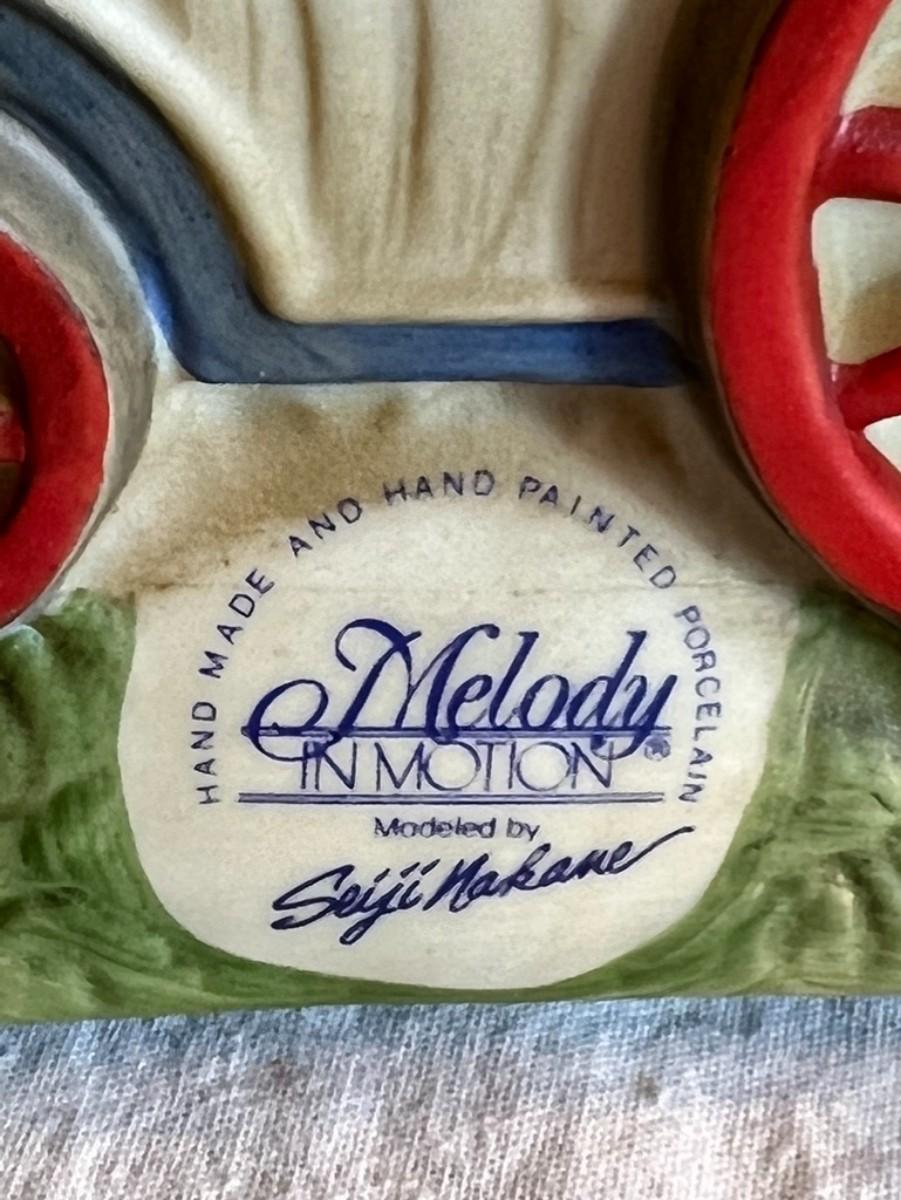 HAND MADE AND HAND PAINTED PORCELAIN
Melody
IN MOTION®
Modeled by
Seiji Nakane